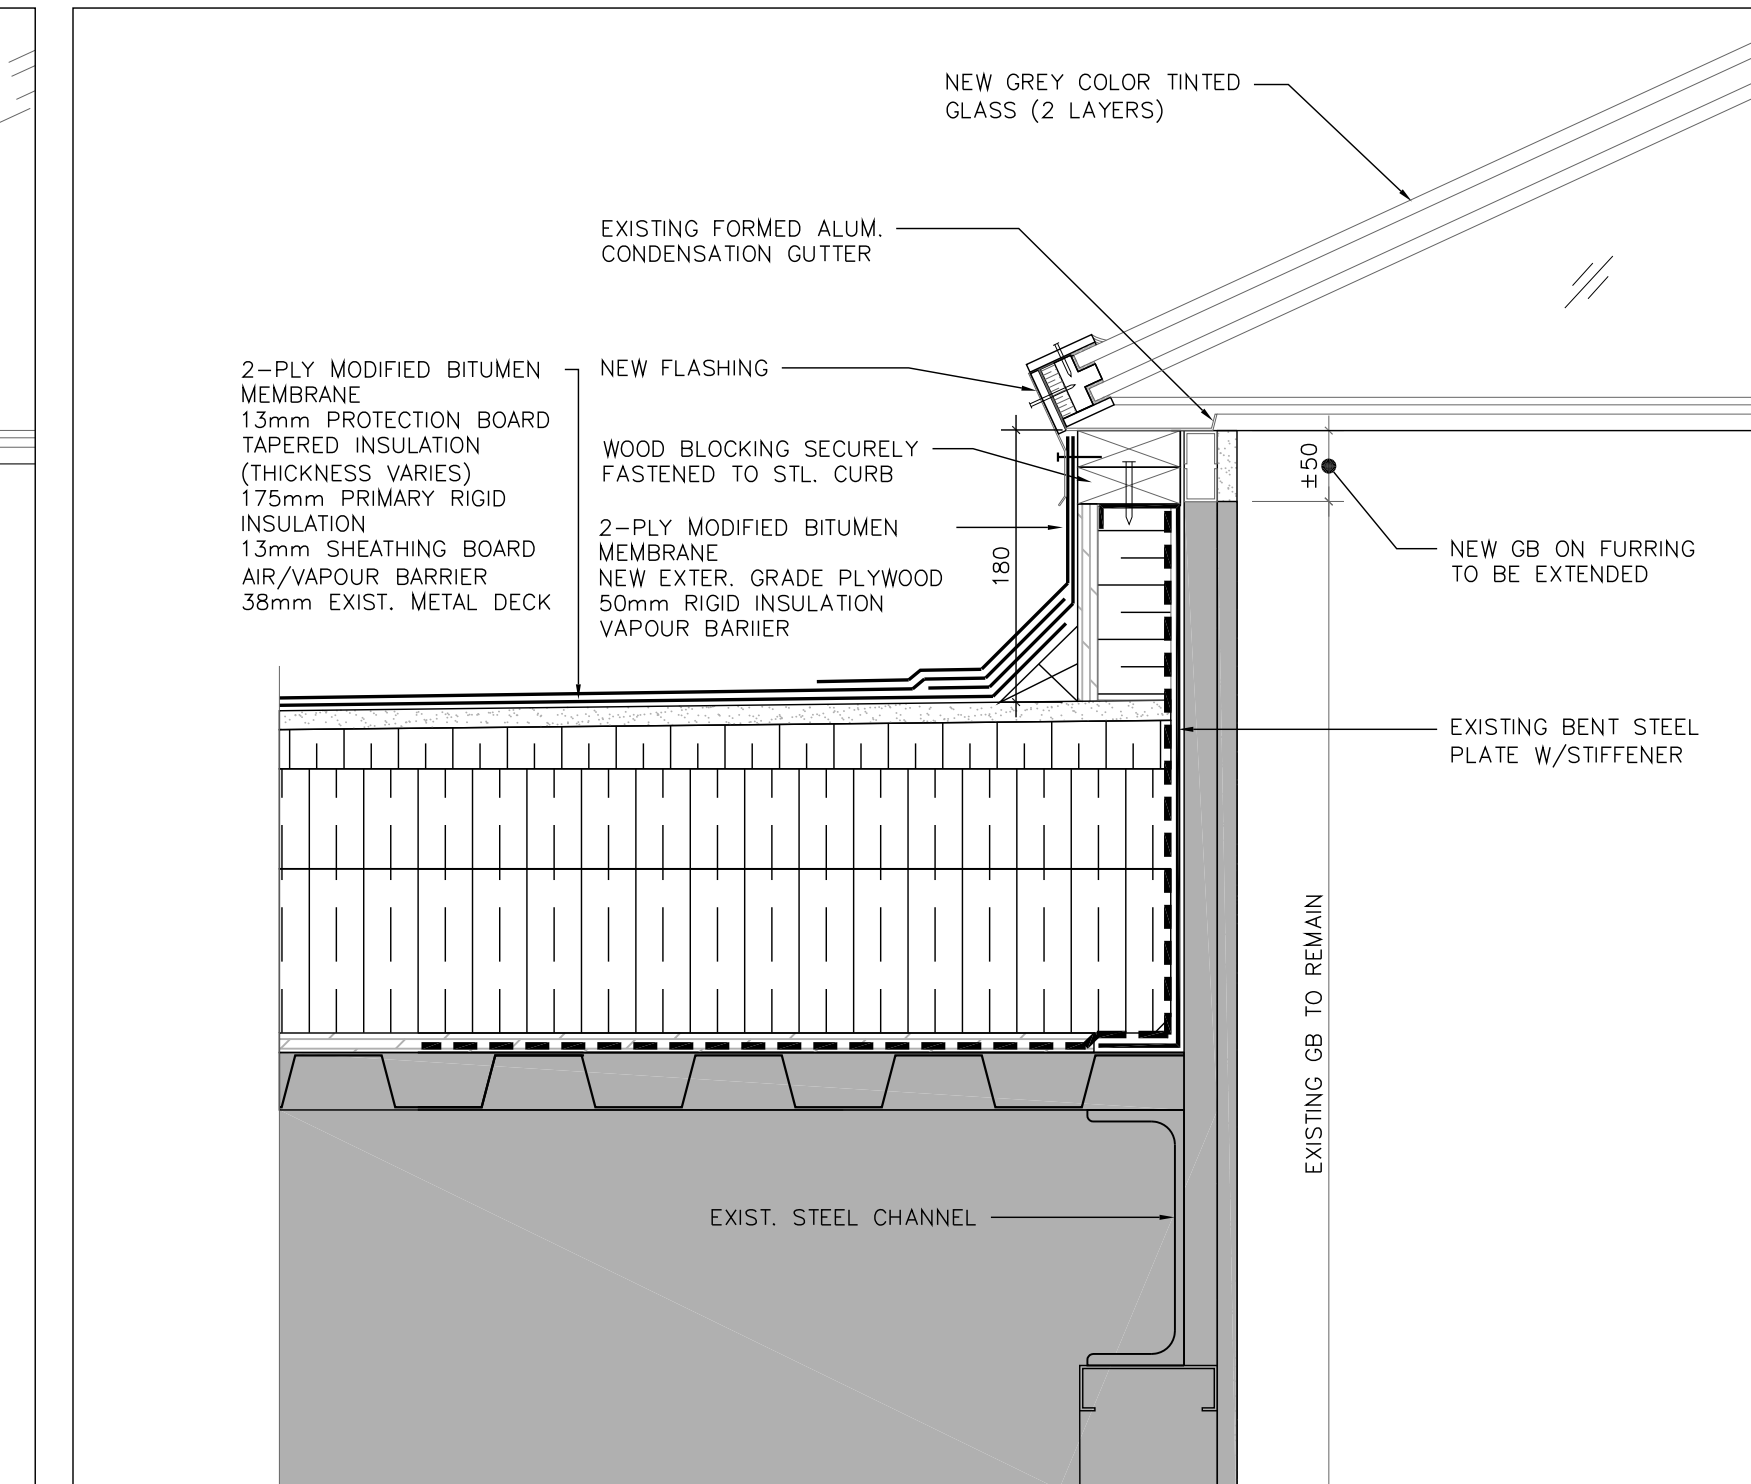 NEW GREY COLOR TINTED
GLASS (2 LAYERS)
EXISTING FORMED ALUM.
CONDENSATION GUTTER
2-PLY MODIFIED BITUMEN
MEMBRANE
13mm PROTECTION BOARD
TAPERED INSULATION
(THICKNESS VARIES)
175mm PRIMARY RIGID
INSULATION
13mm SHEATHING BOARD
AIR/VAPOUR BARRIER
38mm EXIST. METAL DECK
NEW FLASHING
WOOD BLOCKING SECURELY
FASTENED TO STL. CURB
2-PLY MODIFIED BITUMEN
MEMBRANE
NEW EXTER. GRADE PLYWOOD
50mm RIGID INSULATION
VAPOUR BARIIER
180
±50
NEW GB ON FURRING
TO BE EXTENDED
EXISTING BENT STEEL
PLATE W/STIFFENER
EXISTING GB TO REMAIN
EXIST. STEEL CHANNEL